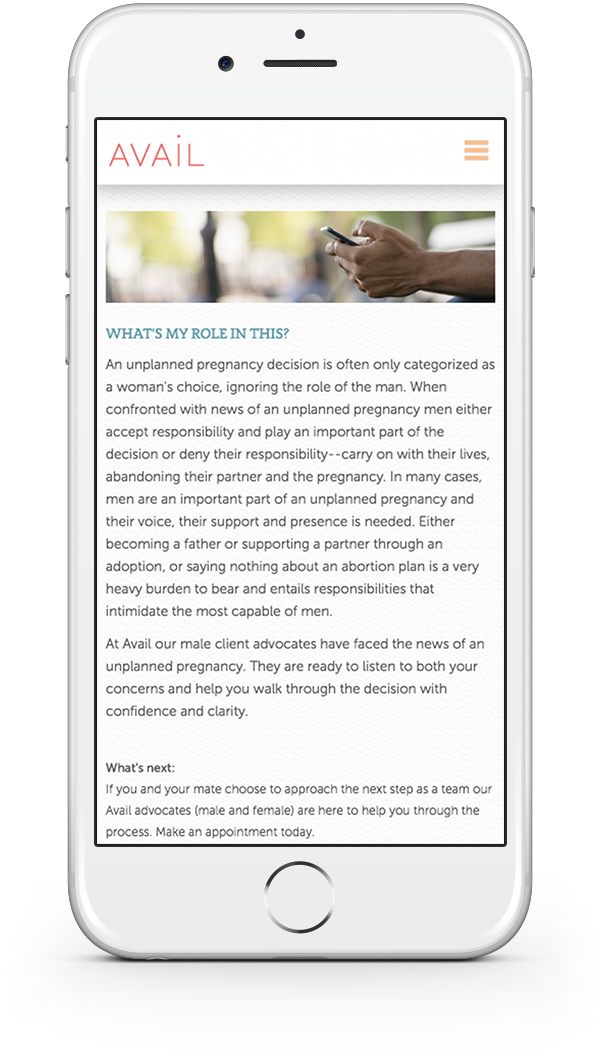 AVAIL
WHAT'S MY ROLE IN THIS?
An unplanned pregnancy decision is often only categorized as
a woman's choice, ignoring the role of the man. When
confronted with news of an unplanned pregnancy men either
accept responsibility and play an important part of the
decision or deny their responsibility--carry on with their lives,
abandoning their partner and the pregnancy. In many cases,
men are an important part of an unplanned pregnancy and
their voice, their support and presence is needed. Either
becoming a father or supporting a partner through an
adoption, or saying nothing about an abortion plan is a very
heavy burden to bear and entails responsibilities that
intimidate the most capable of men.
At Avail our male client advocates have faced the news of an
unplanned pregnancy. They are ready to listen to both your
concerns and help you walk through the decision with
confidence and clarity.
What's next:
If you and your mate choose to approach the next step as a team our
Avail advocates (male and female) are here to help you through the
process. Make an appointment today.